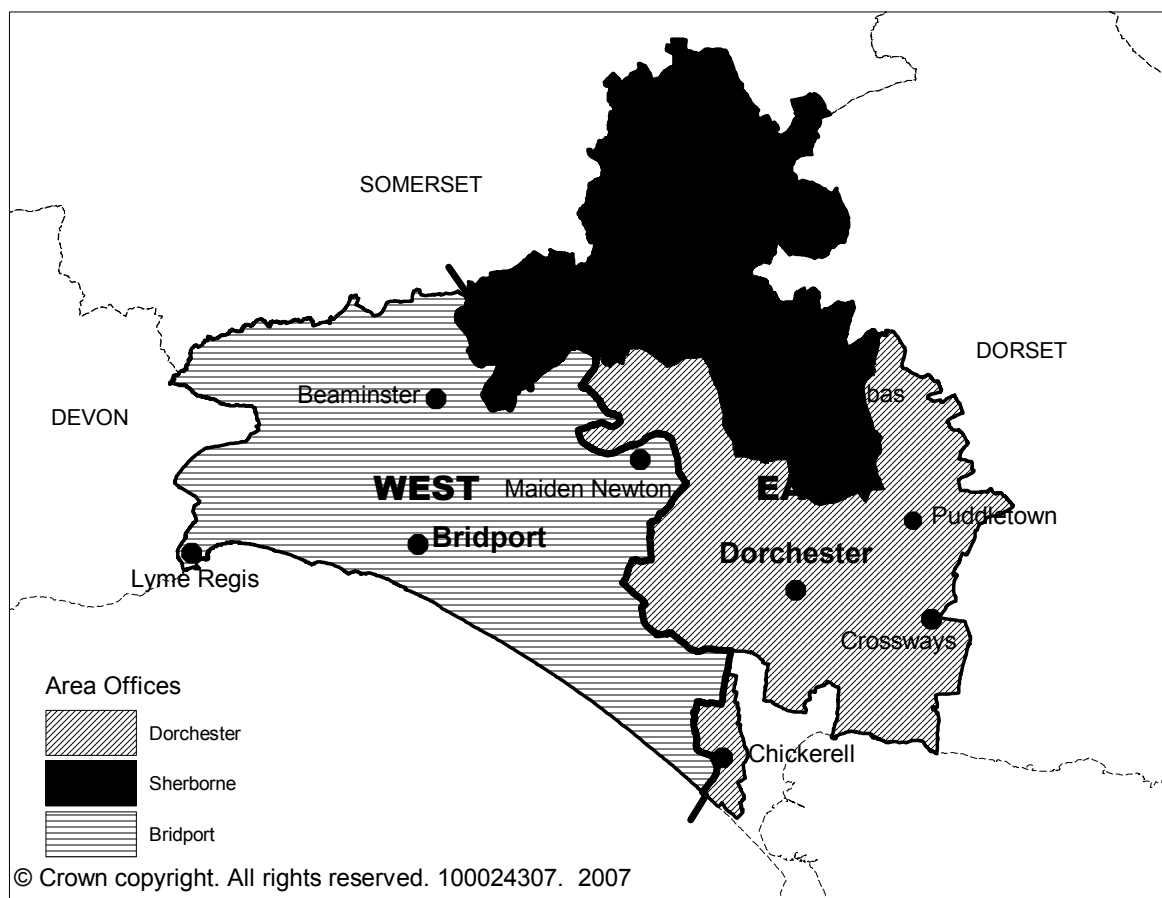 SOMERSET
DORSET
Beaminster
DEVON
WEST
Maiden Newton
Puddletown
Bridport
Dorchester
Lyme Regis
Crossways
Chickerell
Area Offices
Dorchester
Sherborne
Bridport
© Crown copyright. All rights reserved. 100024307. 2007